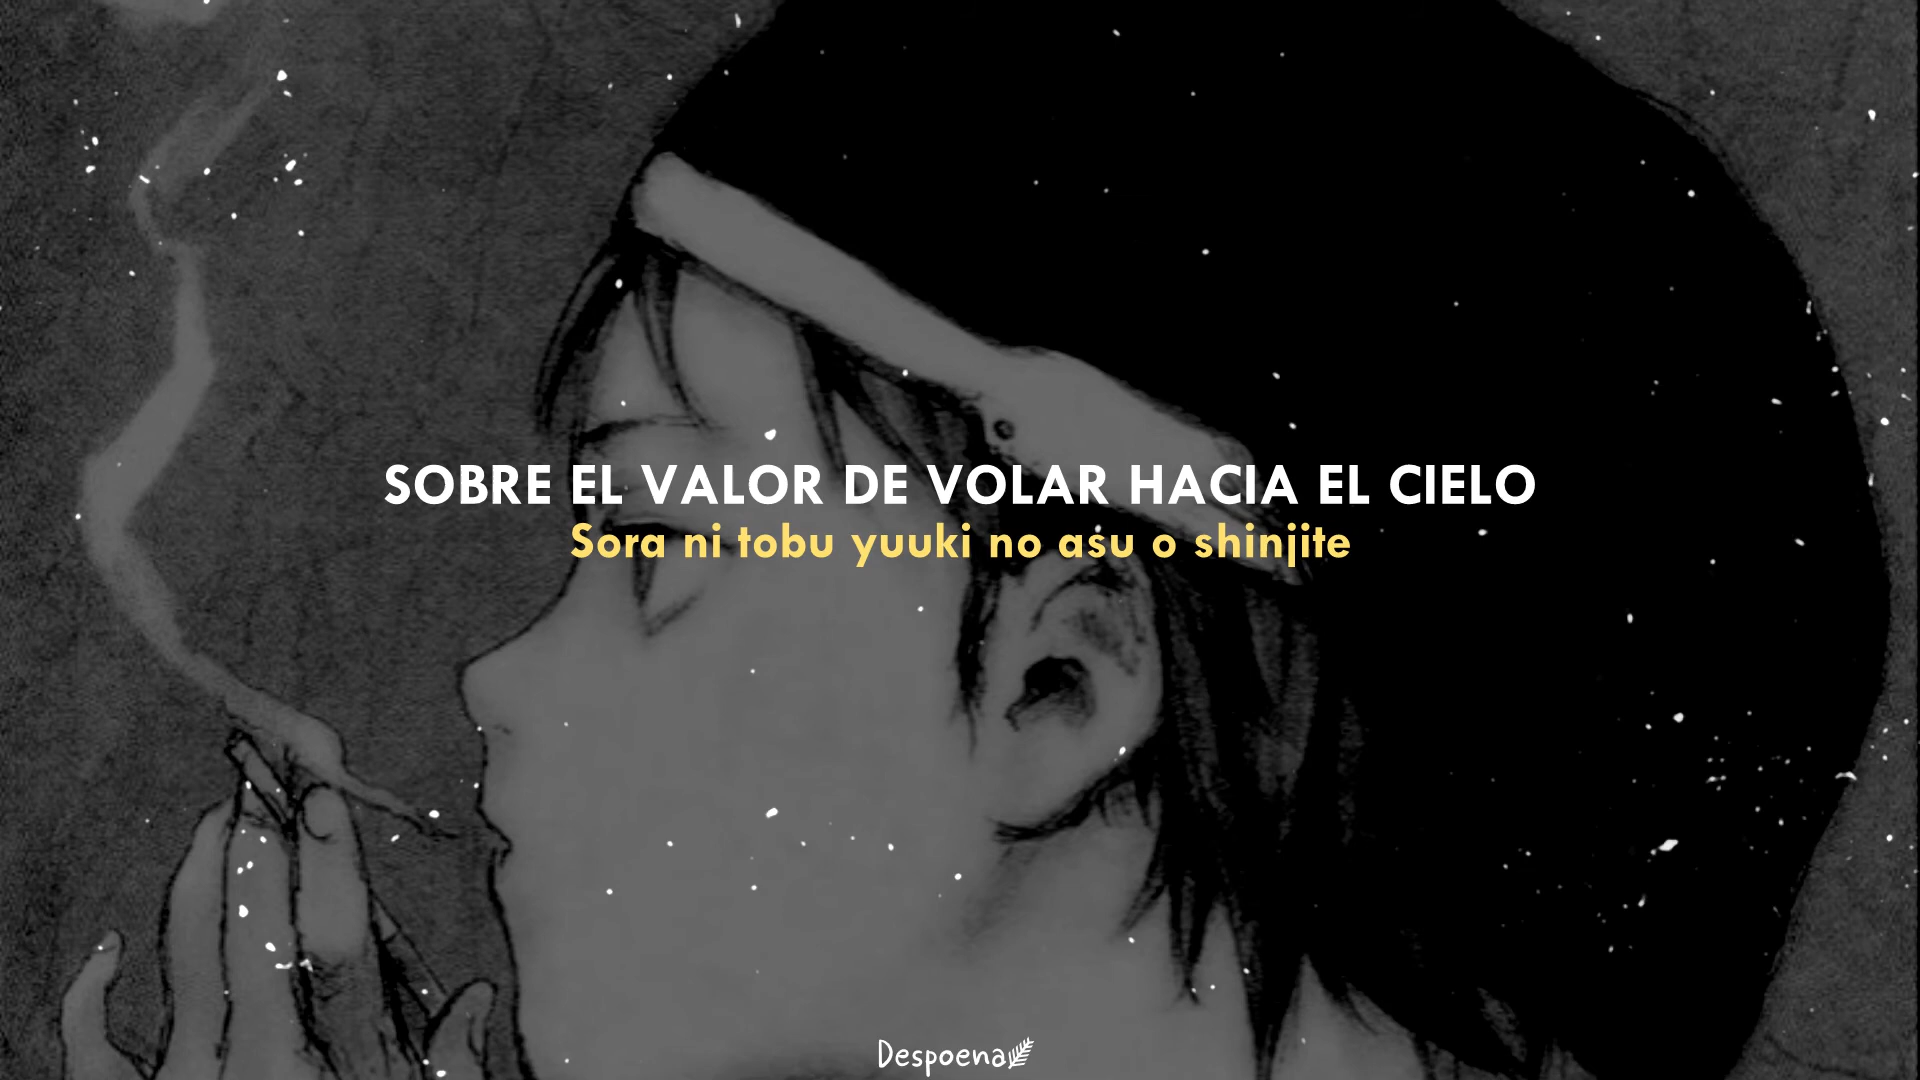 SOBRE EL VALOR DE VOLAR HACIA EL CIELO
Sora ni tobu yuuki no asu o shinjite
Despoena